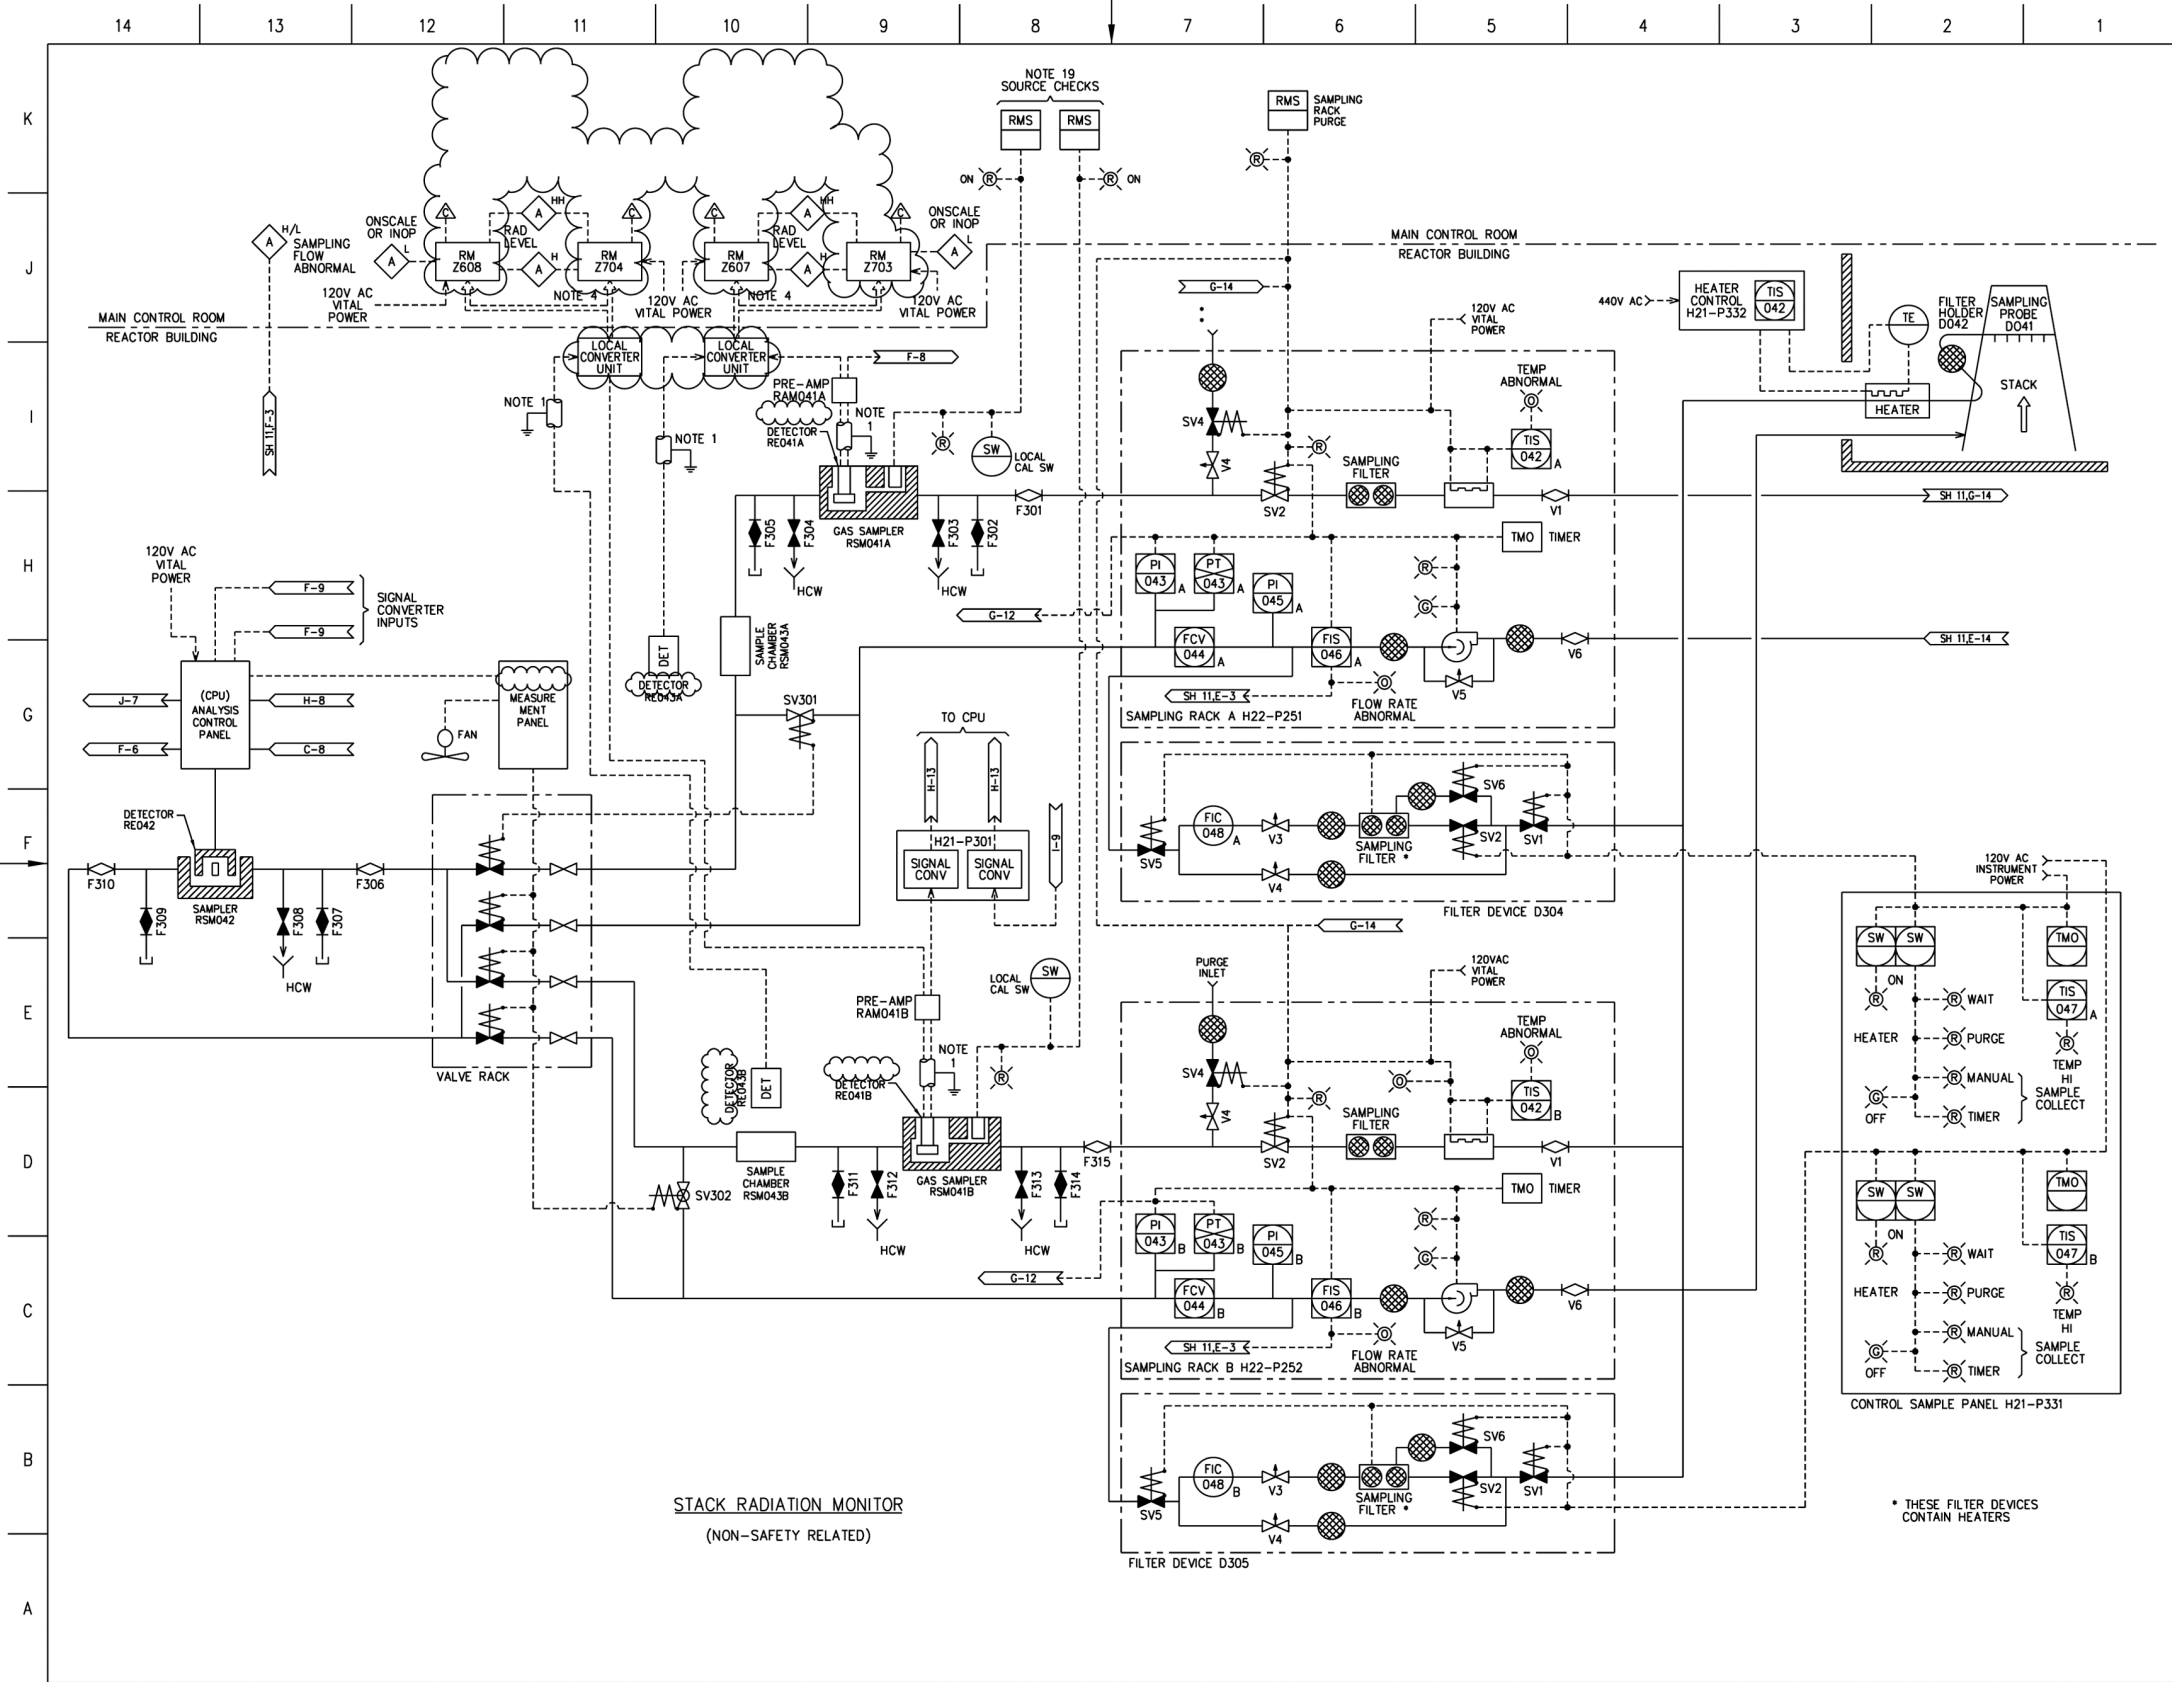 14 13 12 11 10 9 8 7 6 5 4 3 2 1
K
J
I
H
G
F
E
D
C
B
A
NOTE 19
SOURCE CHECKS
RMS
RMS
ON
R
R
ON
RMS
SAMPLING
RACK
PURGE
R
A
H/L
SAMPLING
FLOW
ABNORMAL
ONSCALE
OR INOP
A
L
C
RM
Z608
A
HH
RAD
LEVEL
A
H
C
RM
Z704
C
RM
Z607
A
HH
RAD
LEVEL
A
H
C
RM
Z703
ONSCALE
OR INOP
A
L
120V AC
VITAL
POWER
NOTE 4
120V AC
VITAL POWER
NOTE 4
120V AC
VITAL POWER
MAIN CONTROL ROOM
REACTOR BUILDING
MAIN CONTROL ROOM
REACTOR BUILDING
SH 11,F-3
LOCAL
CONVERTER
UNIT
LOCAL
CONVERTER
UNIT
F-8
NOTE 1
NOTE 1
PRE-AMP
RAM041A
DETECTOR
RE041A
NOTE
1
R
SW
LOCAL
CAL SW
F305
F304
HCW
GAS SAMPLER
RSM041A
F303
HCW
F302
F301
G-14
120V AC
VITAL
POWER
SV4
V4
R
SV2
SAMPLING
FILTER
TEMP
ABNORMAL
O
TIS
042
A
V1
TMO
TIMER
PI
043
A
PT
043
A
PI
045
A
R
G
G-12
FCV
044
A
FIS
046
A
V5
V6
SH 11,E-3
O
FLOW RATE
ABNORMAL
SAMPLING RACK A H22-P251
440V AC
HEATER
CONTROL
H21-P332
TIS
042
TE
FILTER
HOLDER
D042
SAMPLING
PROBE
D041
HEATER
STACK
SH 11,G-14
SH 11,E-14
120V AC
VITAL
POWER
F-9
F-9
SIGNAL
CONVERTER
INPUTS
(CPU)
ANALYSIS
CONTROL
PANEL
J-7
F-6
H-8
C-8
FAN
MEASURE
MENT
PANEL
DET
DETECTOR
RE043A
SAMPLE
CHAMBER
RSM043A
SV301
TO CPU
H-13
H-13
I-9
H21-P301
SIGNAL
CONV
SIGNAL
CONV
DETECTOR
RE042
F310
F309
SAMPLER
RSM042
F308
HCW
F307
F306
VALVE RACK
SV5
FIC
048
A
V3
V4
SAMPLING
FILTER *
SV6
SV2
SV1
FILTER DEVICE D304
G-14
LOCAL
CAL SW
SW
PRE-AMP
RAM041B
NOTE
1
DETECTOR
RE041B
R
DETECTOR
RE043B
DET
SAMPLE
CHAMBER
RSM043B
SV302
F311
F312
HCW
GAS SAMPLER
RSM041B
F313
HCW
F314
F315
PURGE
INLET
120VAC
VITAL
POWER
SV4
V4
R
SV2
SAMPLING
FILTER
O
TEMP
ABNORMAL
O
TIS
042
B
V1
TMO
TIMER
PI
043
B
PT
043
B
PI
045
B
R
G
G-12
FCV
044
B
FIS
046
B
V5
V6
SH 11,E-3
O
FLOW RATE
ABNORMAL
SAMPLING RACK B H22-P252
SV5
FIC
048
B
V3
V4
SAMPLING
FILTER *
SV6
SV2
SV1
FILTER DEVICE D305
120V AC
INSTRUMENT
POWER
SW
SW
TMO
ON
R
R WAIT
TIS
047
A
HEATER
R PURGE
R
TEMP
HI
R MANUAL
G
OFF
R TIMER
SAMPLE
COLLECT
SW
SW
TMO
ON
R
R WAIT
TIS
047
B
HEATER
R PURGE
R
TEMP
HI
R MANUAL
G
OFF
R TIMER
SAMPLE
COLLECT
CONTROL SAMPLE PANEL H21-P331
STACK RADIATION MONITOR
(NON-SAFETY RELATED)
* THESE FILTER DEVICES
CONTAIN HEATERS